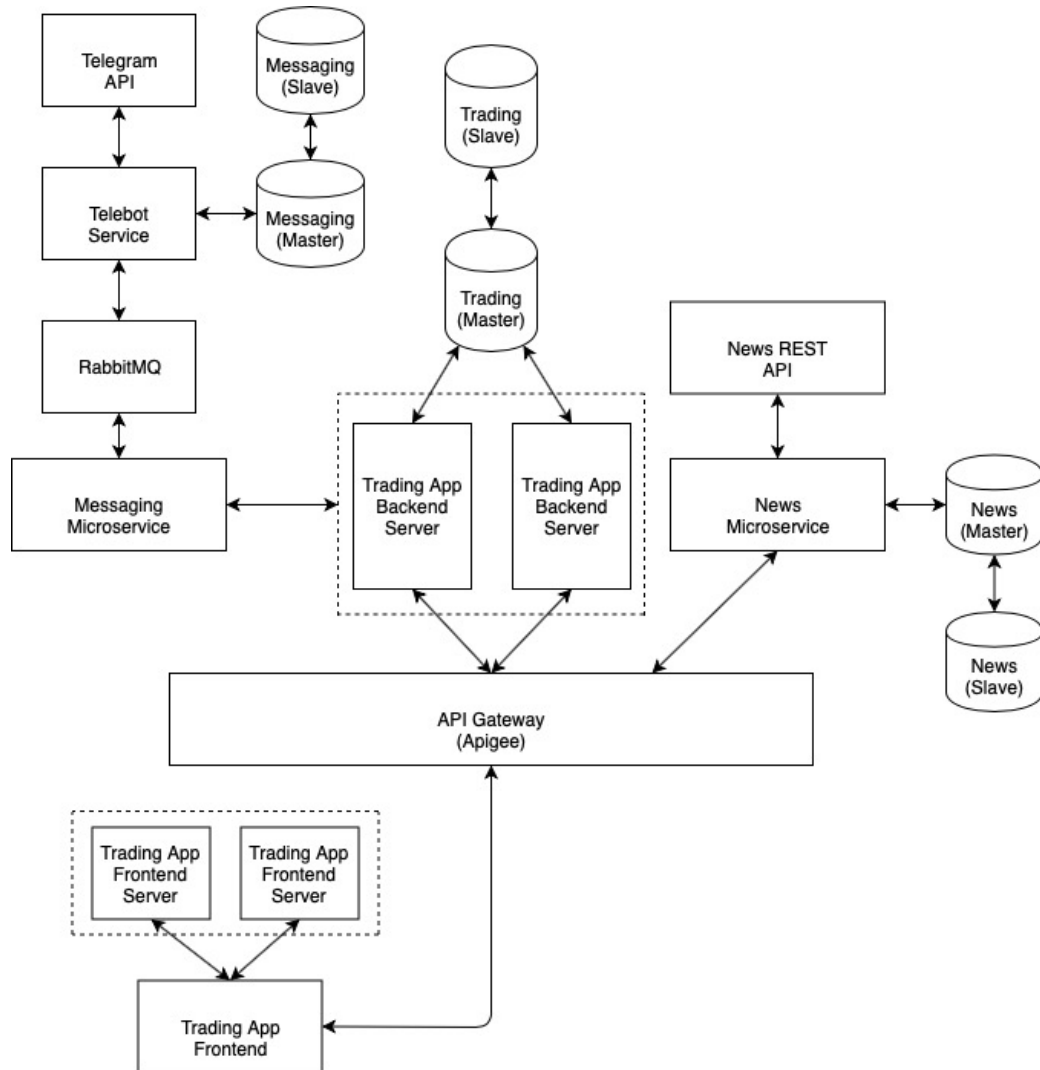 Telegram
API
Messaging
(Slave)
Trading
(Slave)
Telebot
Service
Messaging
(Master)
Trading
(Master)
RabbitMQ
News REST
API
Messaging
Microservice
Trading App
Backend
Server
Trading App
Backend
Server
News
Microservice
News
(Master)
News
(Slave)
API Gateway
(Apigee)
Trading App
Frontend
Server
Trading App
Frontend
Server
Trading App
Frontend